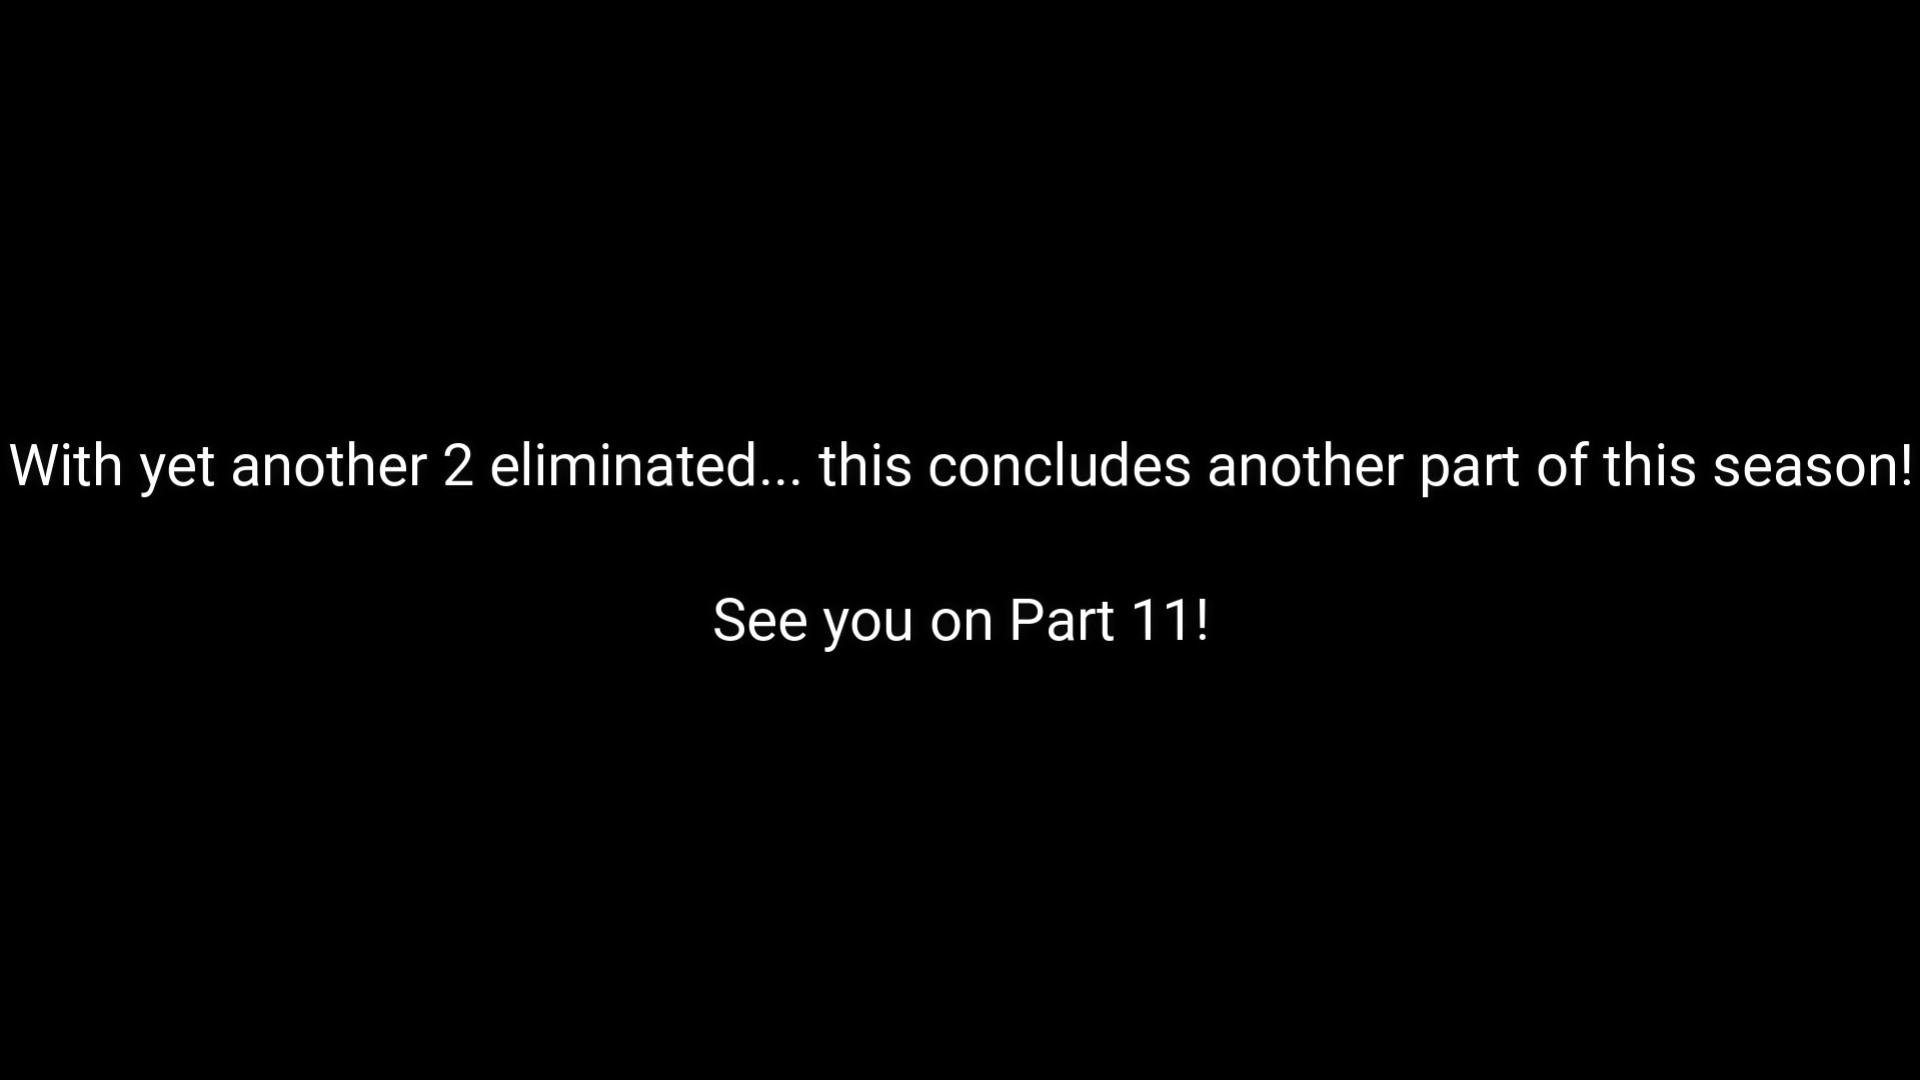 With yet another 2 eliminated... this concludes another part of this season!
See you on Part 11!